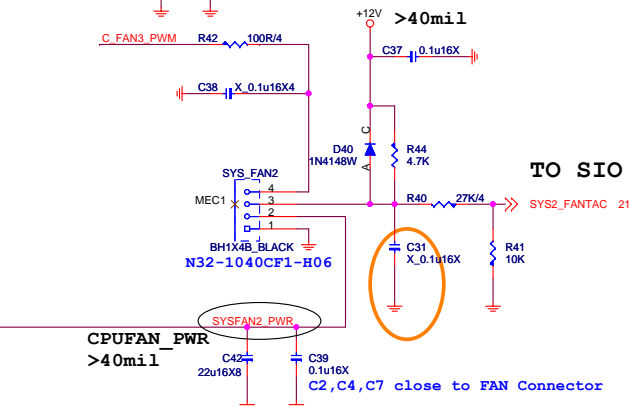 +12V
>40mil
C_FAN3_PWM
R42
100R/4
C37
0.1u16X
C38
X_0.1u16X4
C
D40
1N4148W
A
R44
4.7K
SYS_FAN2
TO SIO
MEC1
4
3
2
1
R40
27K/4
SYS2_FANTAC 21
BH1X4B_BLACK
N32-1040CF1-H06
C31
X_0.1u16X
R41
10K
SYSFAN2_PWR
CPUFAN_PWR
>40mil
C42
22u16X8
C39
0.1u16X
C2,C4,C7 close to FAN Connector